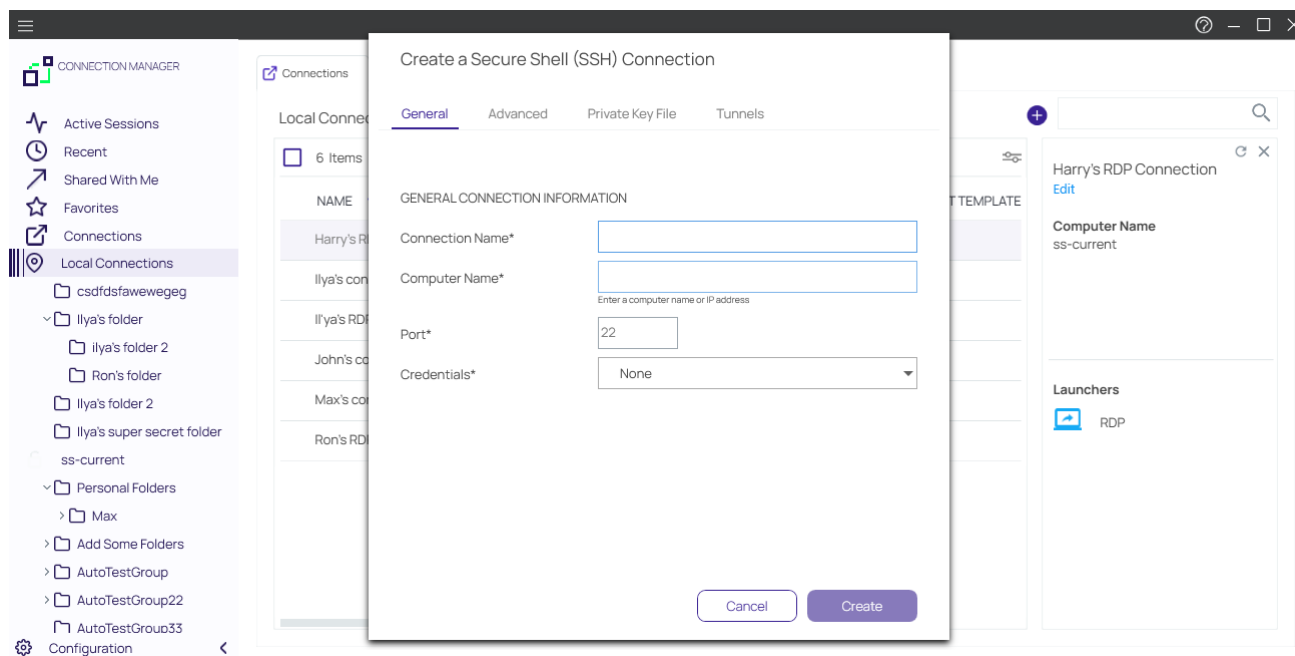 CONNECTION MANAGER
Active Sessions
Recent
Shared With Me
Favorites
Connections
Local Connections
csdfdsfawewegeg
Ilya's folder
ilya's folder 2
Ron's folder
Ilya's folder 2
Ilya's super secret folder
ss-current
Personal Folders
Max
Add Some Folders
AutoTestGroup
AutoTestGroup22
AutoTestGroup33
Configuration
Connections
Local Connec
6 Items
NAME
T TEMPLATE
Harry's R
Ilya's con
Il'ya's RDP
John's co
Max's co
Ron's RD
Create a Secure Shell (SSH) Connection
General Advanced Private Key File Tunnels
GENERAL CONNECTION INFORMATION
Connection Name*
Computer Name*
Enter a computer name or IP address
Port* 22
Credentials* None
Cancel Create
Harry's RDP Connection
Edit
Computer Name
ss-current
Launchers
RDP